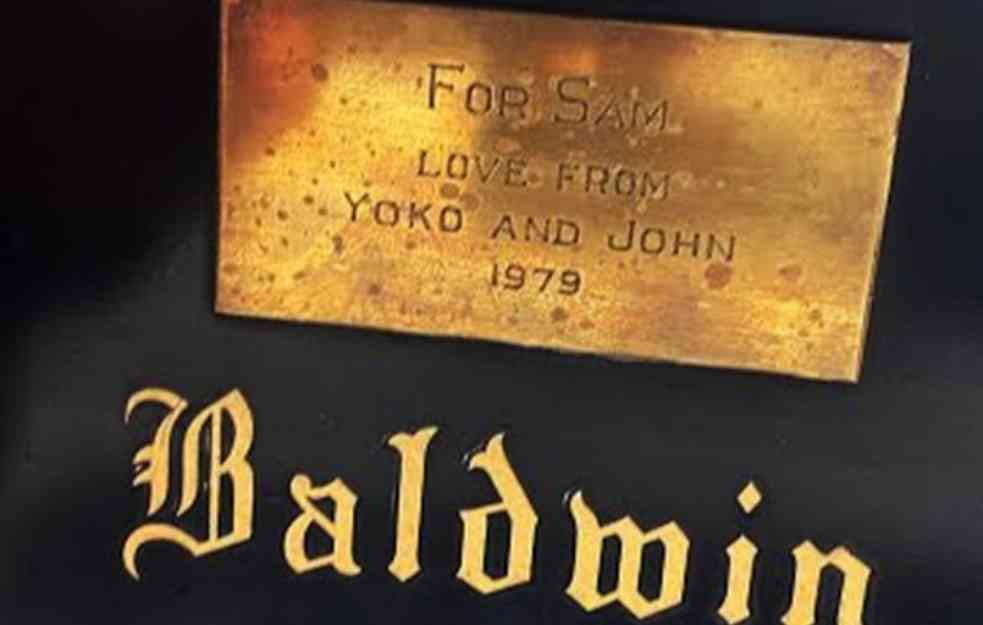 FOR SAM
LOVE FROM
YOKO AND JOHN
1979
Baldwin